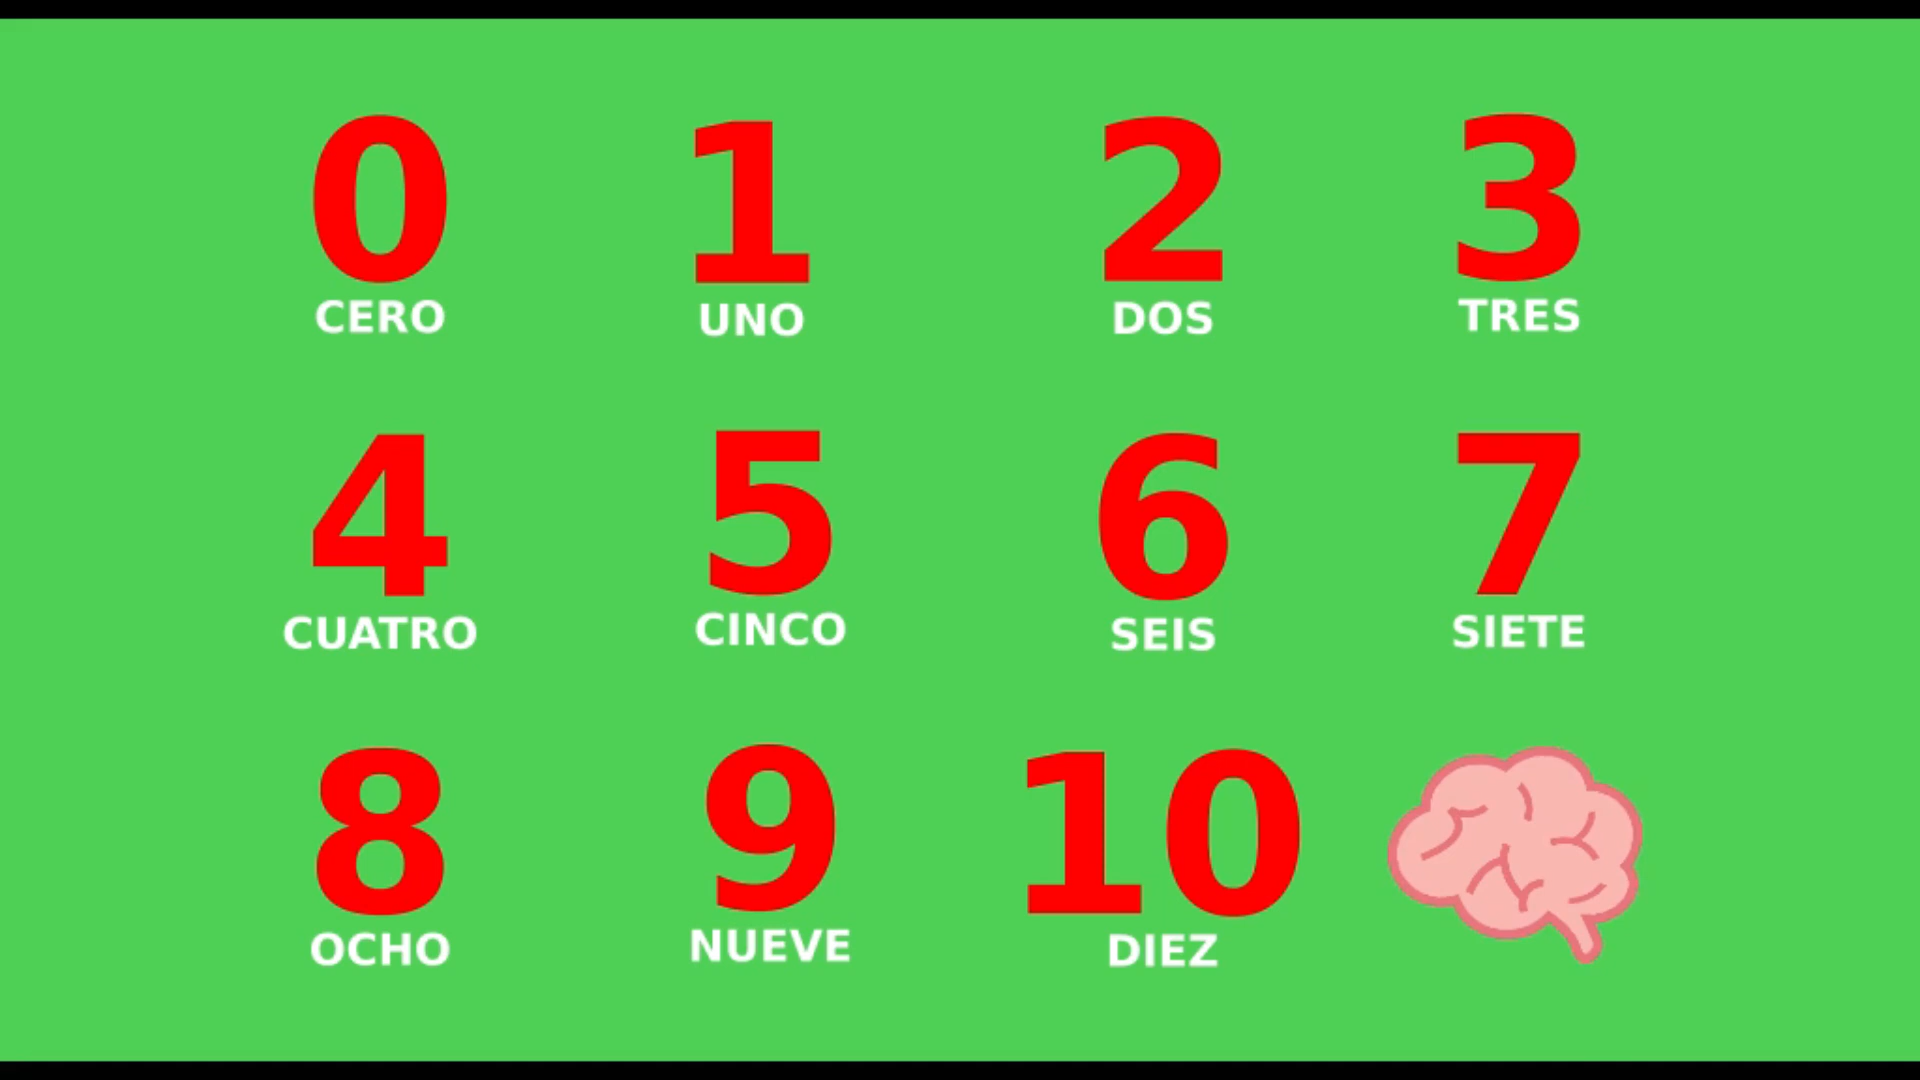 0 1 2 3
CERO UNO DOS TRES
4 5 6 7
CUATRO CINCO SEIS SIETE
8 9 10
OCHO NUEVE DIEZ